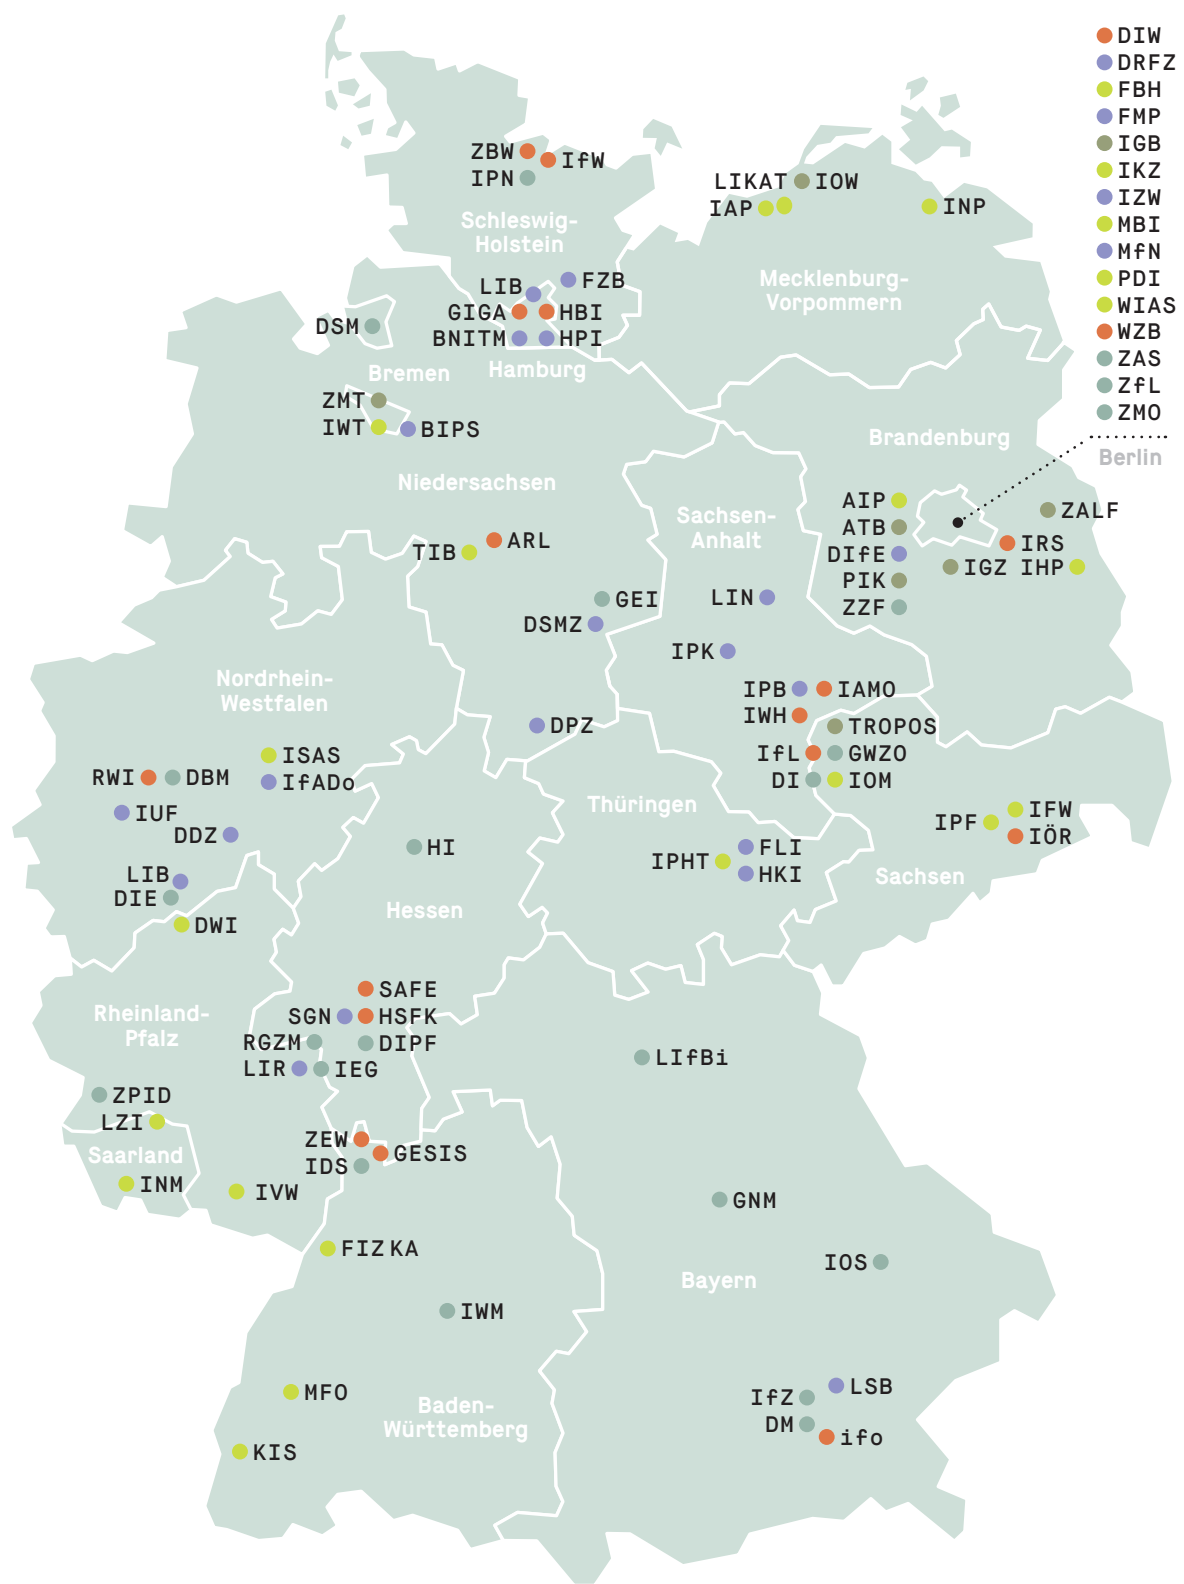 DIW
DRFZ
FBH
FMP
IGB
IKZ
IZW
MBI
MfN
PDI
WIAS
WZB
ZAS
ZfL
ZMO
Berlin
ZBW
IfW
IPN
Schleswig-
Holstein
LIKAT
IOW
IAP
INP
Mecklenburg-
Vorpommern
FZB
LIB
GIGA
HBI
BNITM
HPI
Hamburg
DSM
Bremen
ZMT
IWT
BIPS
Niedersachsen
TIB
ARL
GEI
DSMZ
DPZ
Sachsen-
Anhalt
LIN
IPK
IPB
IAMO
IWH
Brandenburg
AIP
ATB
DIfE
PIK
ZZF
ZALF
IRS
IGZ
IHP
TROPOS
IfL
GWZO
DI
IOM
IPF
IFW
IÖR
Sachsen
Thüringen
FLI
IPHT
HKI
Nordrhein-
Westfalen
ISAS
IfADo
RWI
DBM
IUF
DDZ
LIB
DIE
DWI
HI
Hessen
SAFE
SGN
HSFK
RGZM
DIPF
LIR
IEG
Rheinland-
Pfalz
ZPID
LZI
Saarland
INM
IVW
ZEW
GESIS
IDS
FIZ KA
IWM
MFO
KIS
Baden-
Württemberg
LIfBi
GNM
IOS
Bayern
LSB
IfZ
DM
ifo